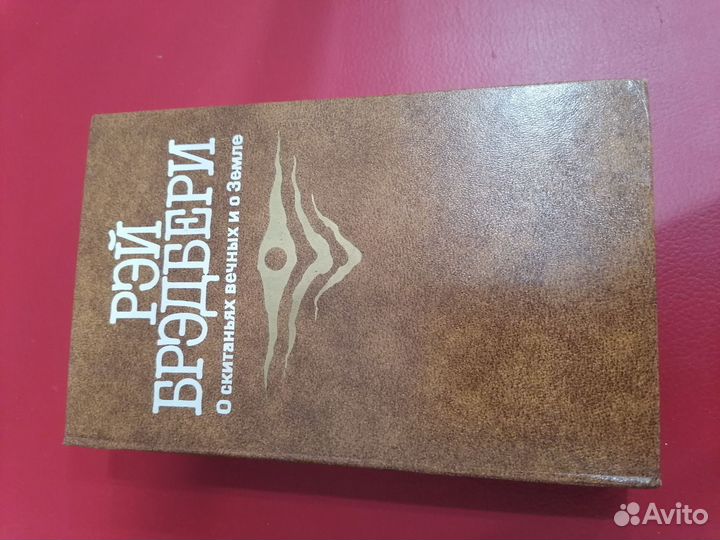 РЭЙ
БРЭДБЕРИ
О скитаньях вечных и о Земле
Avito